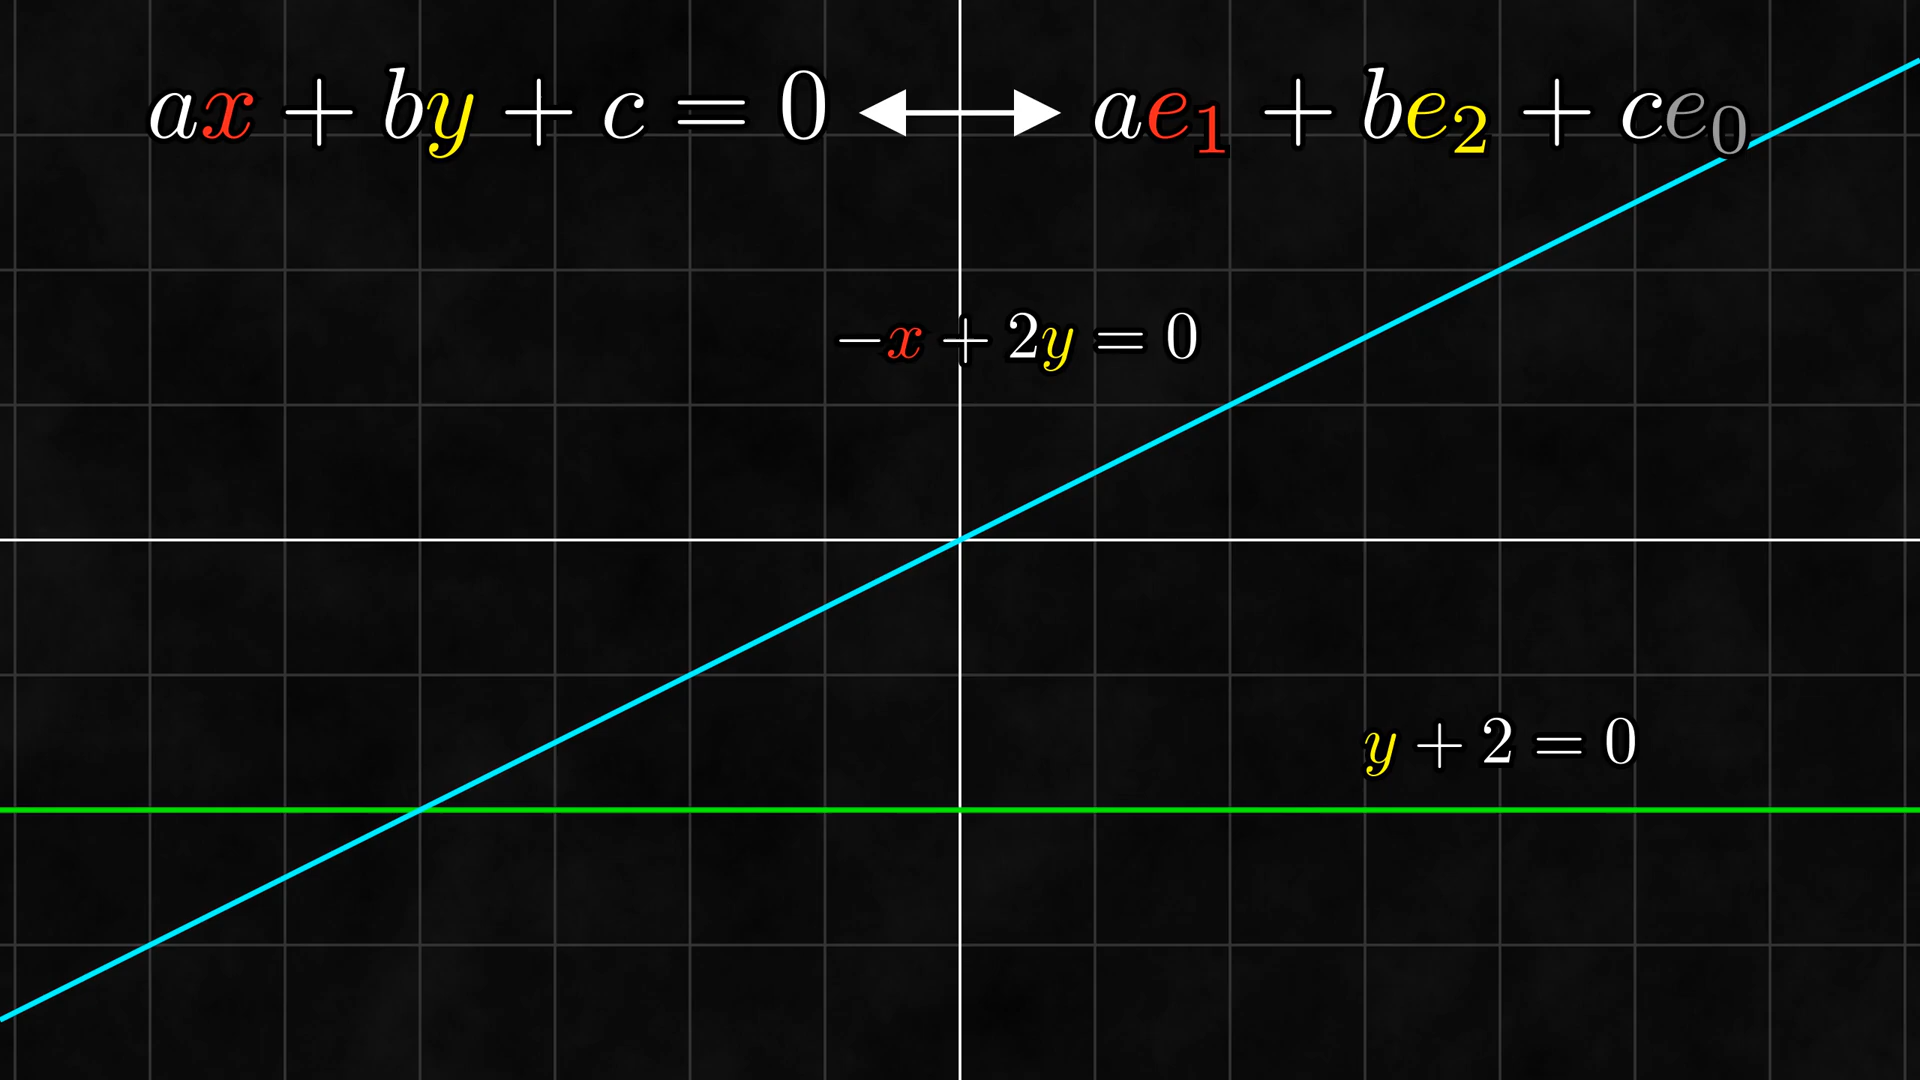 ax + by + c = 0 ⟷ ae₁ + be₂ + ce₀
−x + 2y = 0
y + 2 = 0